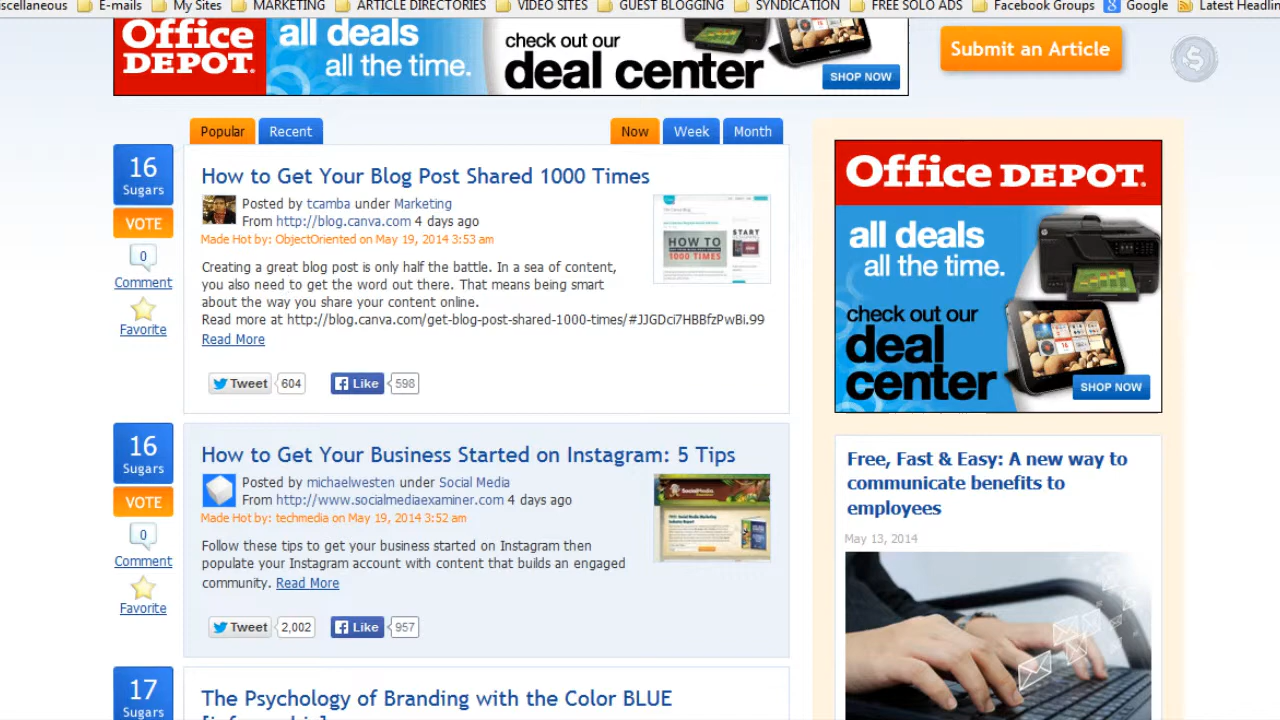 scellaneous E-mails My Sites MARKETING ARTICLE DIRECTORIES VIDEO SITES GUEST BLOGGING SYNDICATION FREE SOLO ADS Facebook Groups Google Latest Headlin
Office DEPOT. all deals all the time. check out our deal center SHOP NOW
Submit an Article
Popular Recent Now Week Month
16
Sugars
VOTE
0
Comment
Favorite
How to Get Your Blog Post Shared 1000 Times
Posted by tcamba under Marketing
From http://blog.canva.com 4 days ago
Made Hot by: ObjectOriented on May 19, 2014 3:53 am
HOW TO
1000 TIMES
START
Creating a great blog post is only half the battle. In a sea of content,
you also need to get the word out there. That means being smart
about the way you share your content online.
Read more at http://blog.canva.com/get-blog-post-shared-1000-times/#JJGDci7HBBfzPwBi.99
Read More
Tweet 604 Like 598
16
Sugars
VOTE
0
Comment
Favorite
How to Get Your Business Started on Instagram: 5 Tips
Posted by michaelwesten under Social Media
From http://www.socialmediaexaminer.com 4 days ago
Made Hot by: techmedia on May 19, 2014 3:52 am
Follow these tips to get your business started on Instagram then
populate your Instagram account with content that builds an engaged
community. Read More
Tweet 2,002 Like 957
17
Sugars
The Psychology of Branding with the Color BLUE
Office DEPOT.
all deals
all the time.
check out our
deal
center
SHOP NOW
Free, Fast & Easy: A new way to
communicate benefits to
employees
May 13, 2014